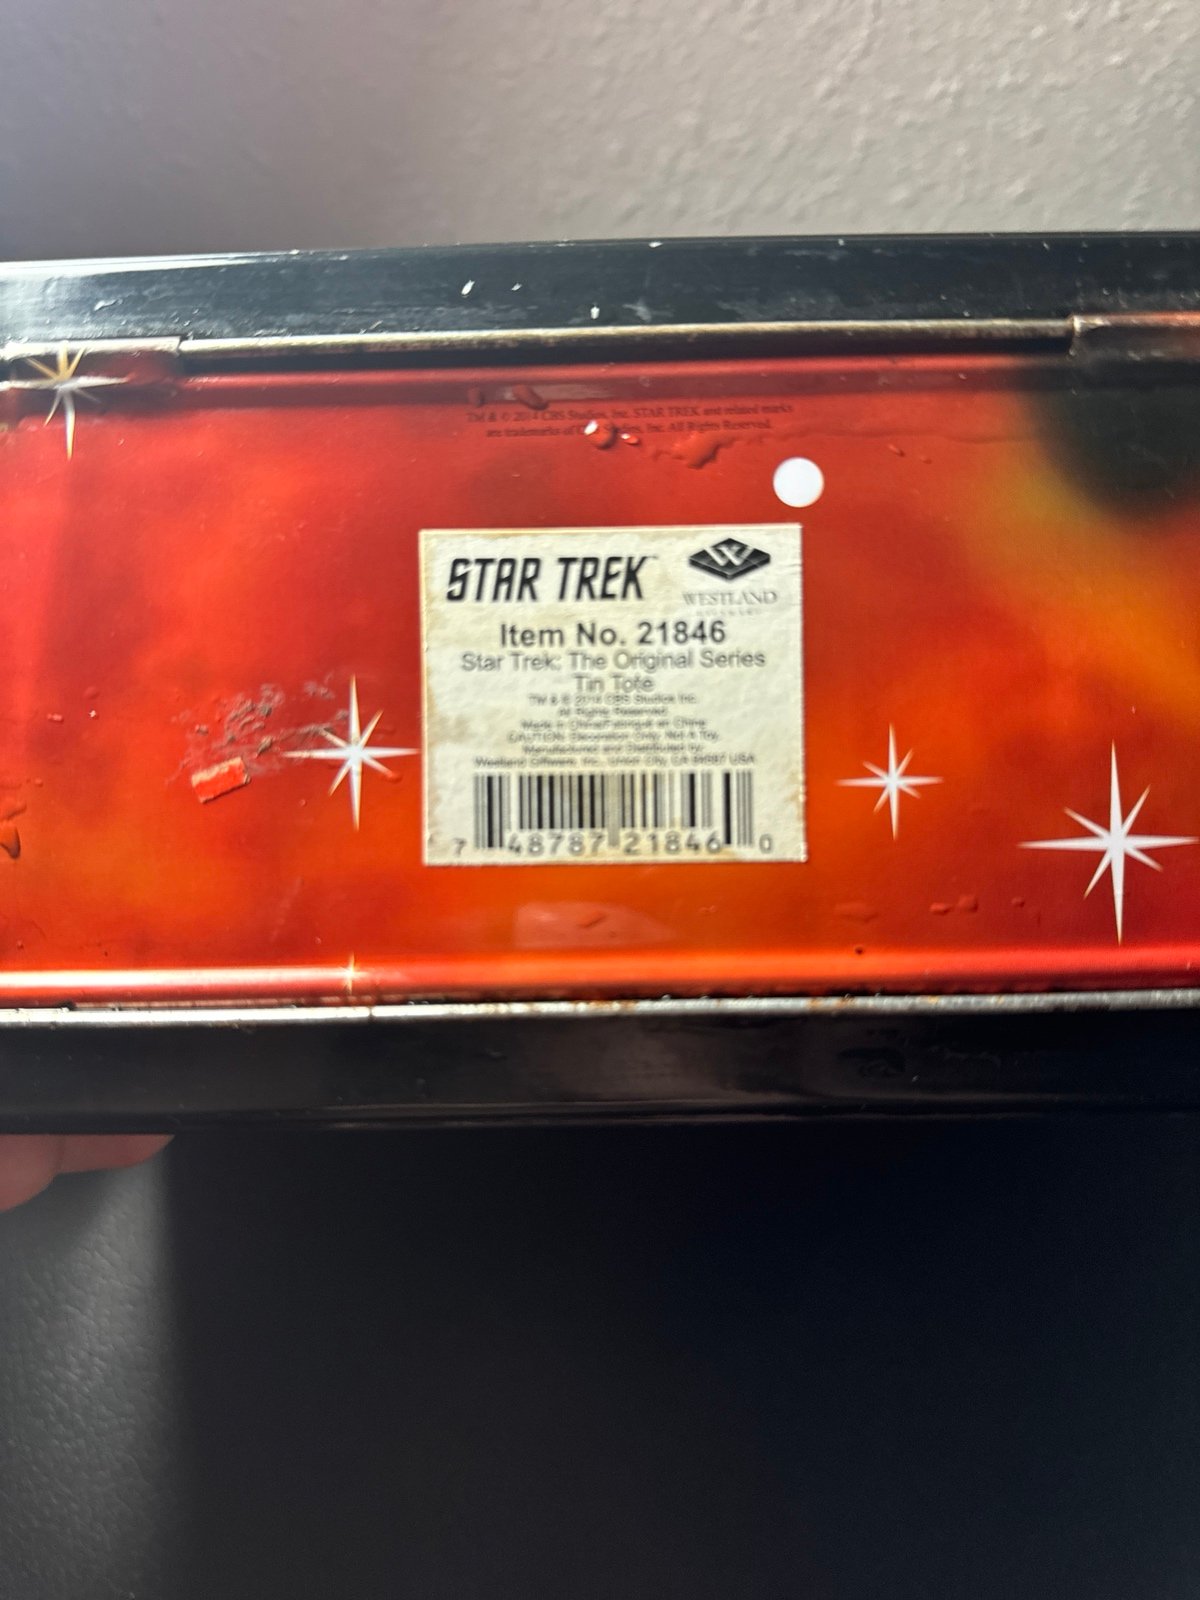 TM & © 2014 CBS Studios, Inc. STAR TREK and related marks
are trademarks of CBS Studios, Inc. All Rights Reserved.
STAR TREK™
WESTLAND
GIFTWARE
Item No. 21846
Star Trek: The Original Series
Tin Tote
TM & © 2014 CBS Studios Inc.
All Rights Reserved.
Made in China/Fabriqué en Chine
CAUTION: Decoration Only, Not A Toy.
Manufactured and Distributed by:
Westland Giftware, Inc., Union City, CA 94587 USA
7 48787 21846 0